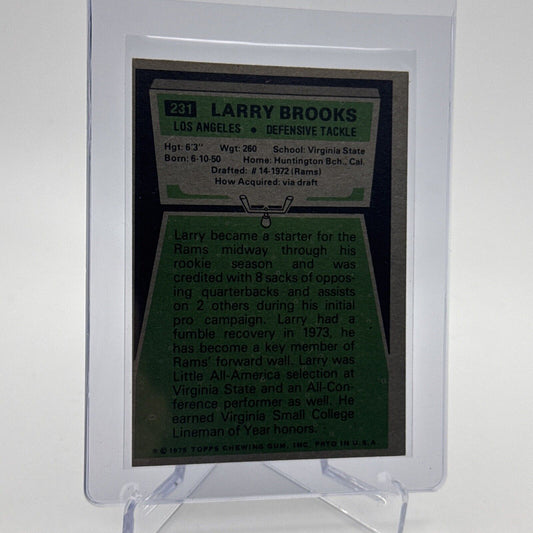 231 LARRY BROOKS
LOS ANGELES • DEFENSIVE TACKLE
Hgt: 6'3" Wgt: 260 School: Virginia State
Born: 6-10-50 Home: Huntington Bch., Cal.
Drafted: #14-1972 (Rams)
How Acquired: via draft
Larry became a starter for the
Rams midway through his
rookie season and was
credited with 8 sacks of oppos-
ing quarterbacks and assists
on 2 others during his initial
pro campaign. Larry had a
fumble recovery in 1973, he
has become a key member of
Rams' forward wall. Larry was
Little All-America selection at
Virginia State and an All-Con-
ference performer as well. He
earned Virginia Small College
Lineman of Year honors.
* © 1975 TOPPS CHEWING GUM, INC. PRTD IN U.S.A.